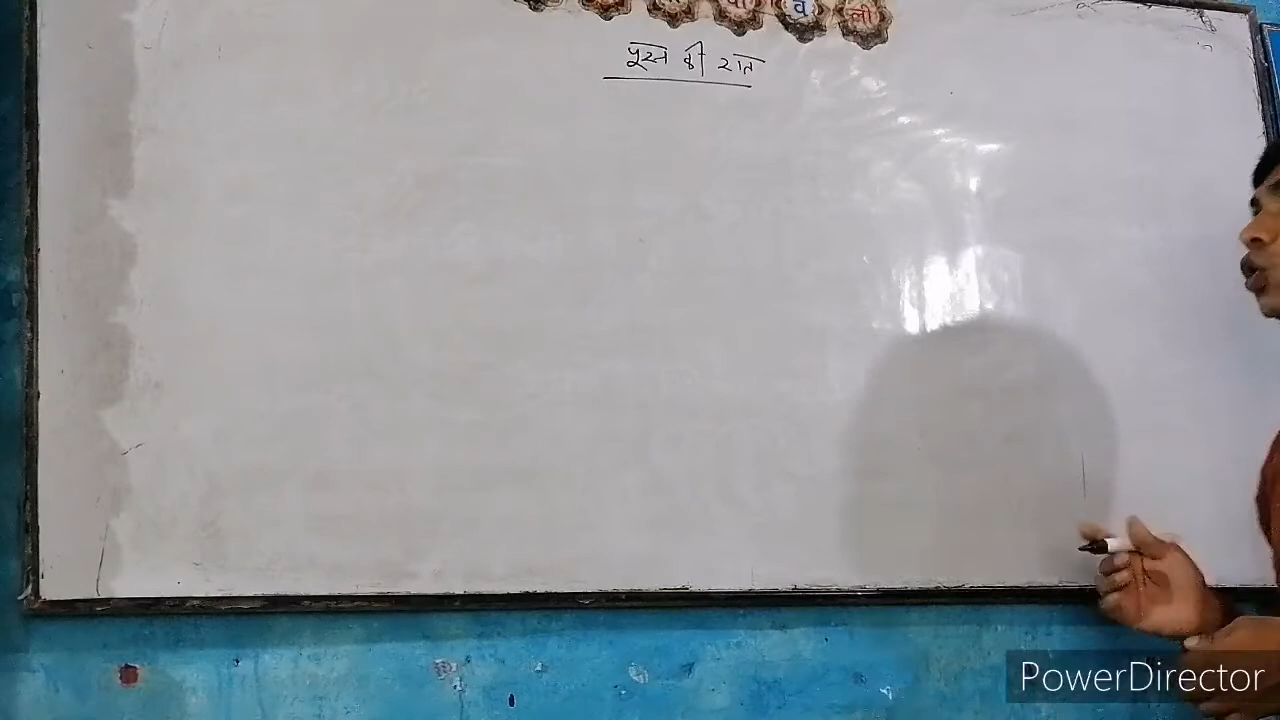 व ली
पूस की रात
PowerDirector